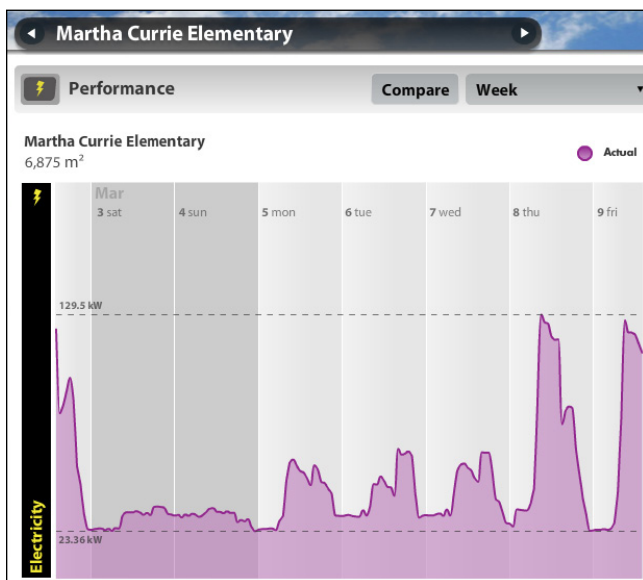 Martha Currie Elementary
Performance
Compare
Week
Martha Currie Elementary
6,875 m²
Actual
Mar
3 sat
4 sun
5 mon
6 tue
7 wed
8 thu
9 fri
129.5 kW
23.36 kW
Electricity